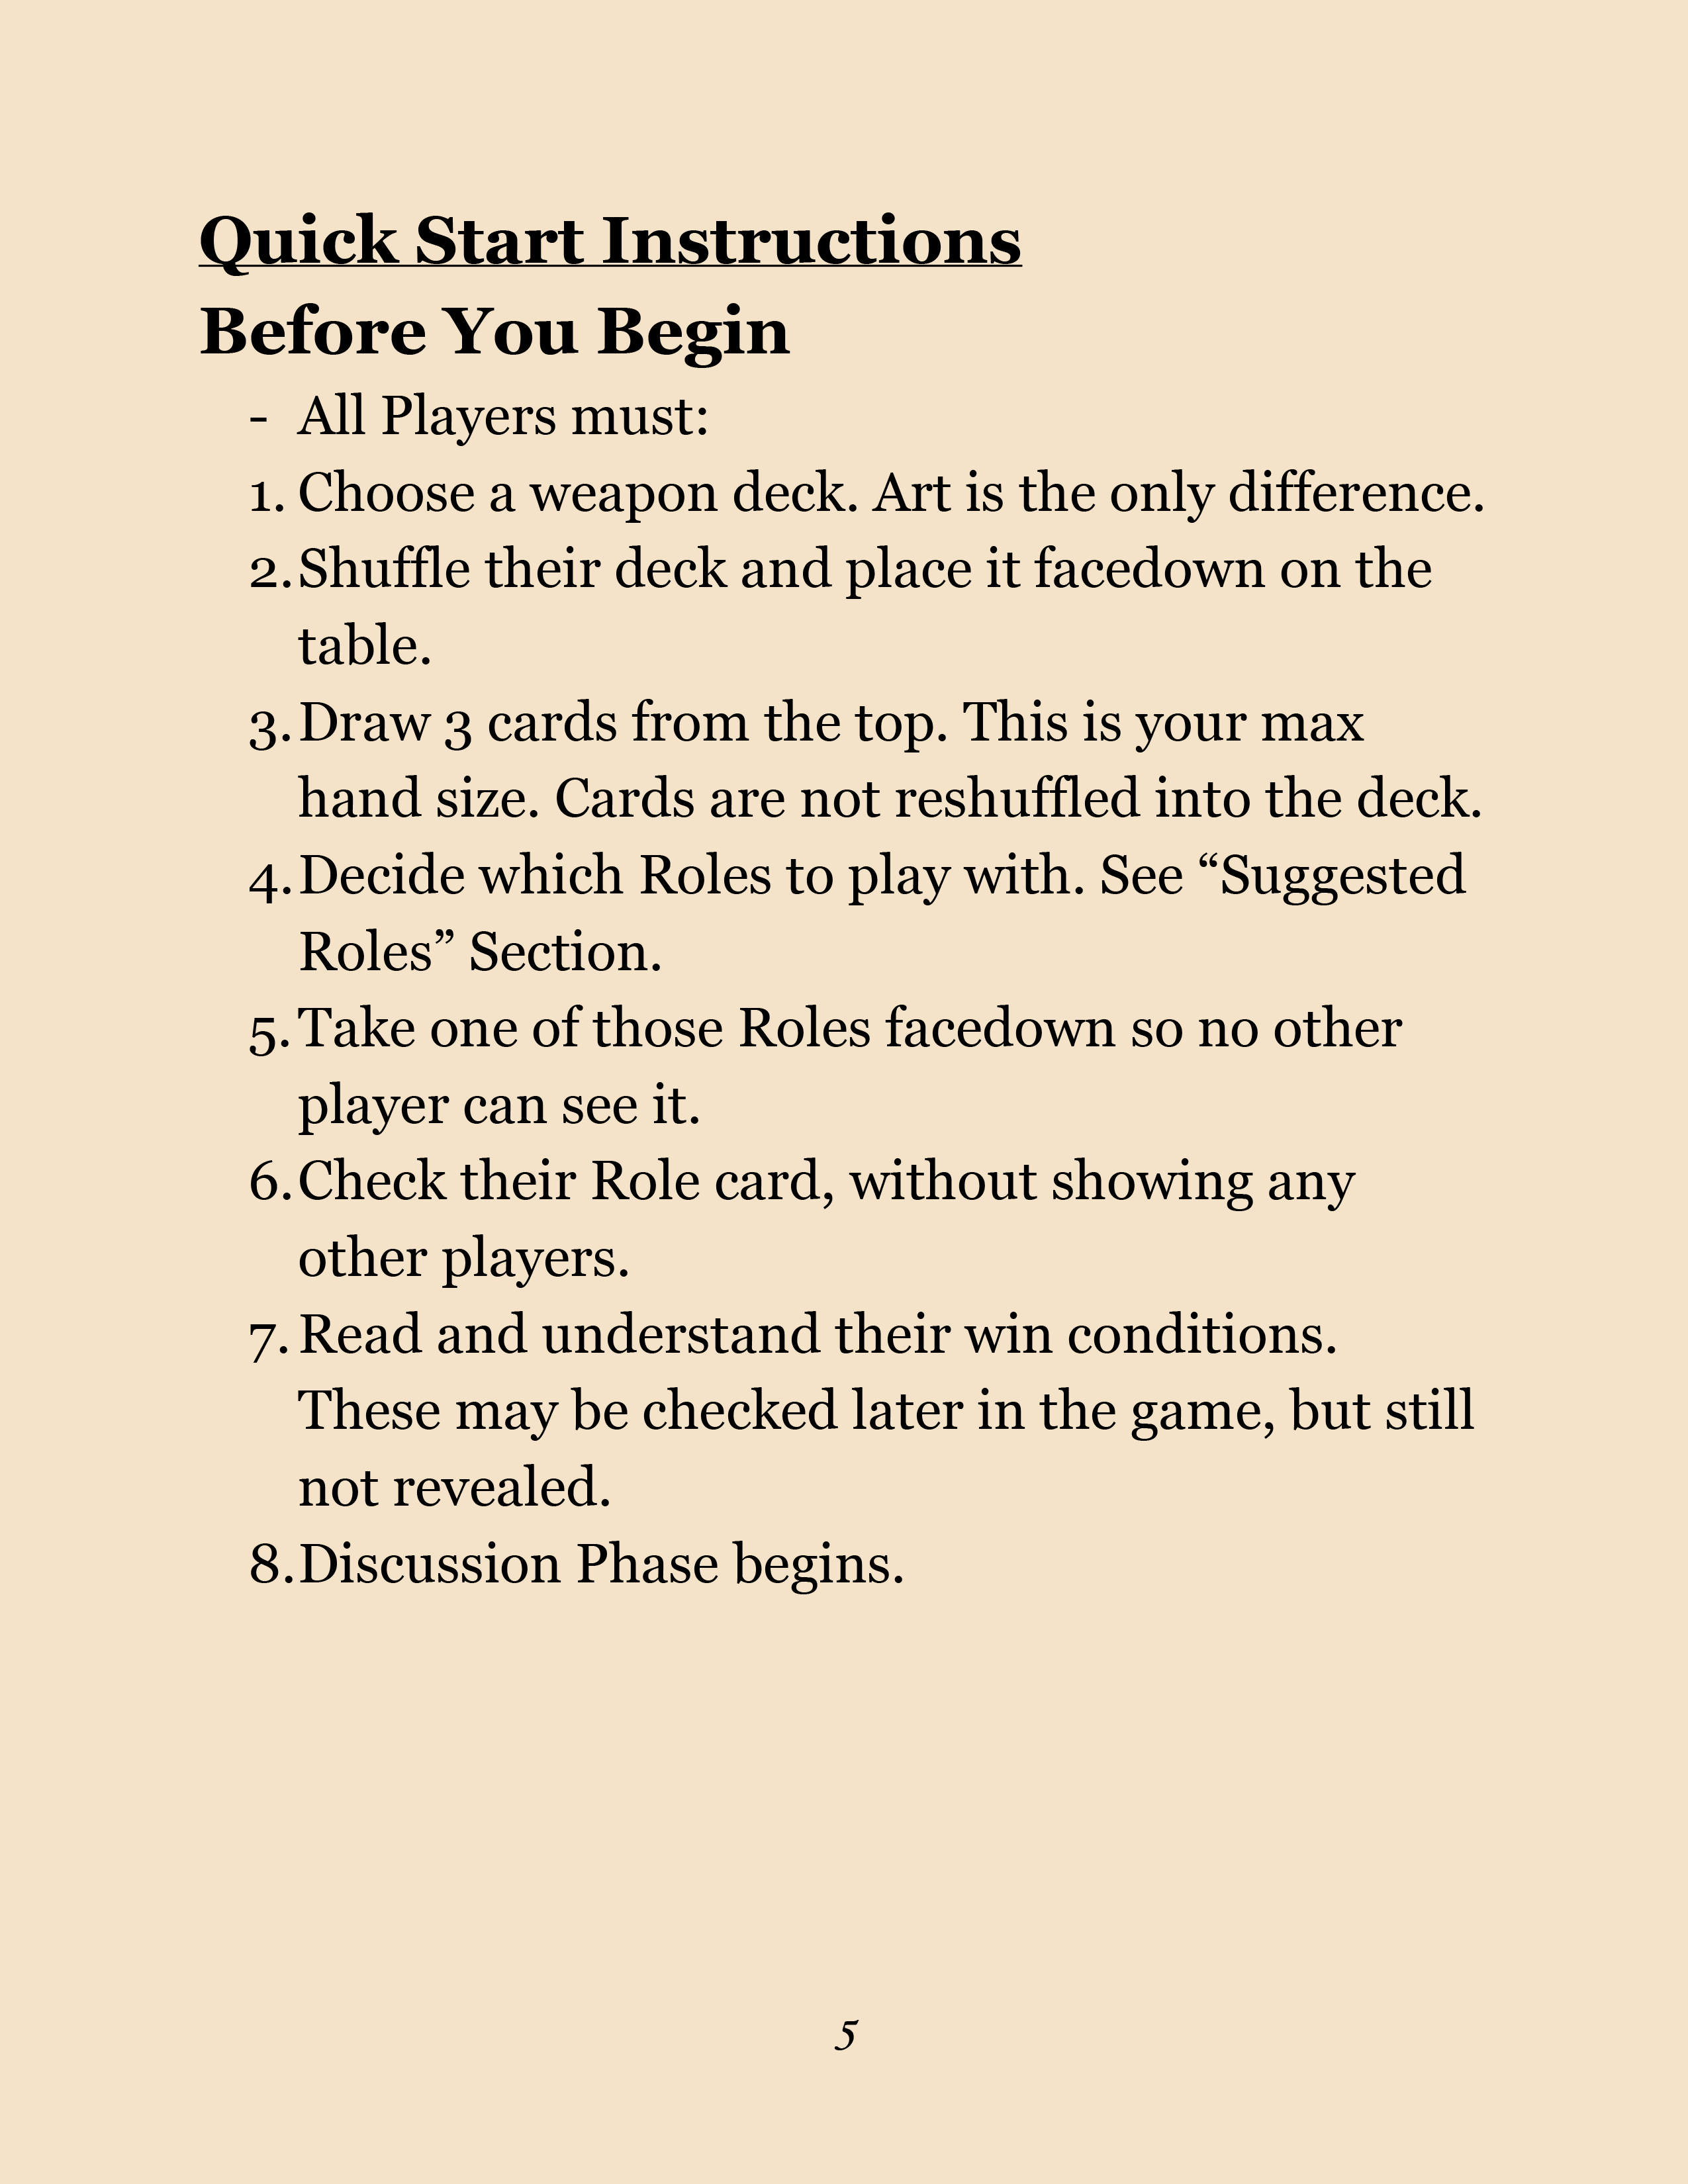 Quick Start Instructions
Before You Begin
- All Players must:
1. Choose a weapon deck. Art is the only difference.
2. Shuffle their deck and place it facedown on the
table.
3. Draw 3 cards from the top. This is your max
hand size. Cards are not reshuffled into the deck.
4. Decide which Roles to play with. See “Suggested
Roles” Section.
5. Take one of those Roles facedown so no other
player can see it.
6. Check their Role card, without showing any
other players.
7. Read and understand their win conditions.
These may be checked later in the game, but still
not revealed.
8. Discussion Phase begins.
5